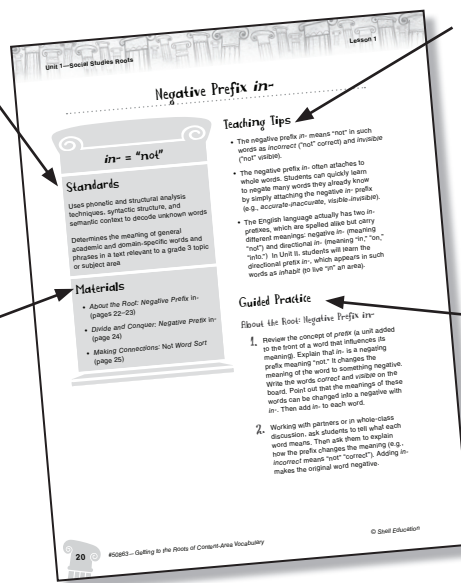 Unit 1—Social Studies Roots
Lesson 1
Negative Prefix in-
in- = “not”
Standards
Uses phonetic and structural analysis
techniques, syntactic structure, and
semantic context to decode unknown words
Determines the meaning of general
academic and domain-specific words and
phrases in a text relevant to a grade 3 topic
or subject area
Materials
• About the Root: Negative Prefix in-
(pages 22–23)
• Divide and Conquer: Negative Prefix in-
(page 24)
• Making Connections: Not Word Sort
(page 25)
Teaching Tips
• The negative prefix in- means “not” in such
words as incorrect (“not” correct) and invisible
(“not” visible).
• The negative prefix in- often attaches to
whole words. Students can quickly learn
to negate many words they already know
by simply attaching the negative in- prefix
(e.g., accurate-inaccurate, visible-invisible).
• The English language actually has two in-
prefixes, which are spelled alike but carry
different meanings: negative in- (meaning
“not”) and directional in- (meaning “in,” “on,”
“into.”) In Unit II, students will learn the
directional prefix in-, which appears in such
words as inhabit (to live “in” an area).
Guided Practice
About the Root: Negative Prefix in-
1. Review the concept of prefix (a unit added
to the front of a word that influences its
meaning). Explain that in- is a negating
prefix meaning “not.” It changes the
meaning of the word to something negative.
Write the words correct and visible on the
board. Point out that the meanings of these
words can be changed into a negative with
in-. Then add in- to each word.
2. Working with partners or in whole-class
discussion, ask students to tell what each
word means. Then ask them to explain
how the prefix changes the meaning (e.g.,
incorrect means “not” “correct”). Adding in-
makes the original word negative.
20
#50863—Getting to the Roots of Content-Area Vocabulary
© Shell Education